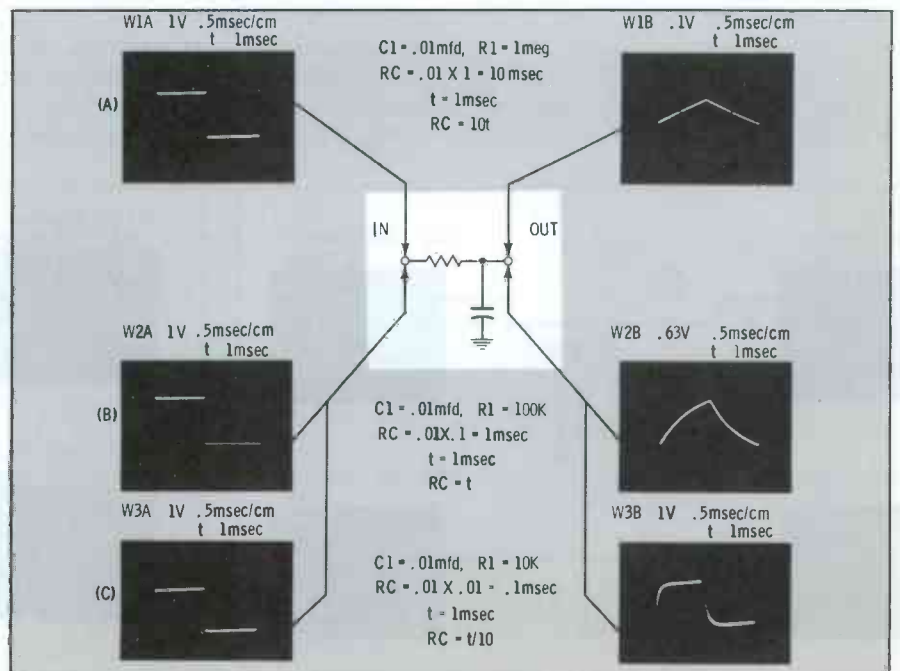 W1A 1V .5msec/cm
t 1msec
(A)
C1 = .01mfd, R1 = 1meg
RC = .01 X 1 = 10 msec
t = 1msec
RC = 10t
W1B .1V .5msec/cm
t 1msec
IN
OUT
W2A 1V .5msec/cm
t 1msec
(B)
C1 = .01mfd, R1 = 100K
RC = .01X.1 = 1msec
t = 1msec
RC = t
W2B .63V .5msec/cm
t 1msec
W3A 1V .5msec/cm
t 1msec
(C)
C1 = .01mfd, R1 = 10K
RC = .01 X .01 = .1msec
t = 1msec
RC = t/10
W3B 1V .5msec/cm
t 1msec